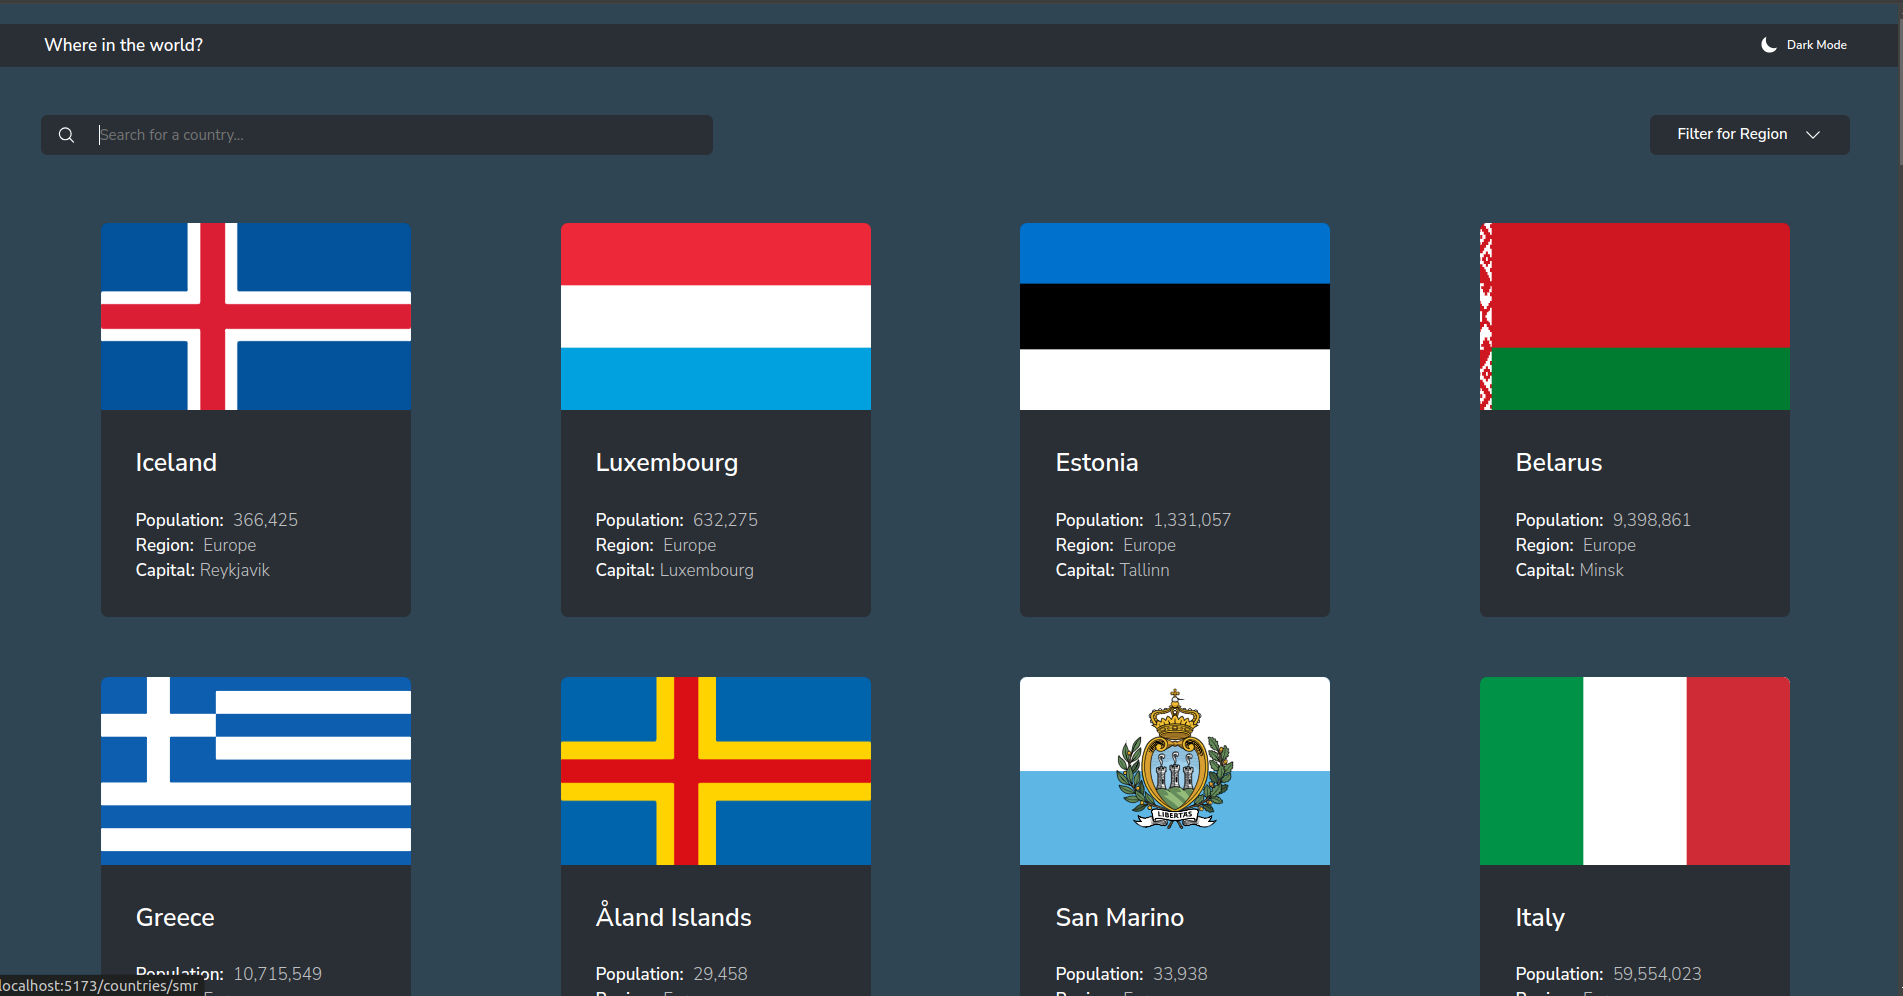 Where in the world?
Dark Mode
Search for a country...
Filter for Region
Iceland
Population: 366,425
Region: Europe
Capital: Reykjavik
Luxembourg
Population: 632,275
Region: Europe
Capital: Luxembourg
Estonia
Population: 1,331,057
Region: Europe
Capital: Tallinn
Belarus
Population: 9,398,861
Region: Europe
Capital: Minsk
LIBERTAS
Greece
Population: 10,715,549
Åland Islands
Population: 29,458
San Marino
Population: 33,938
Italy
Population: 59,554,023
localhost:5173/countries/smr